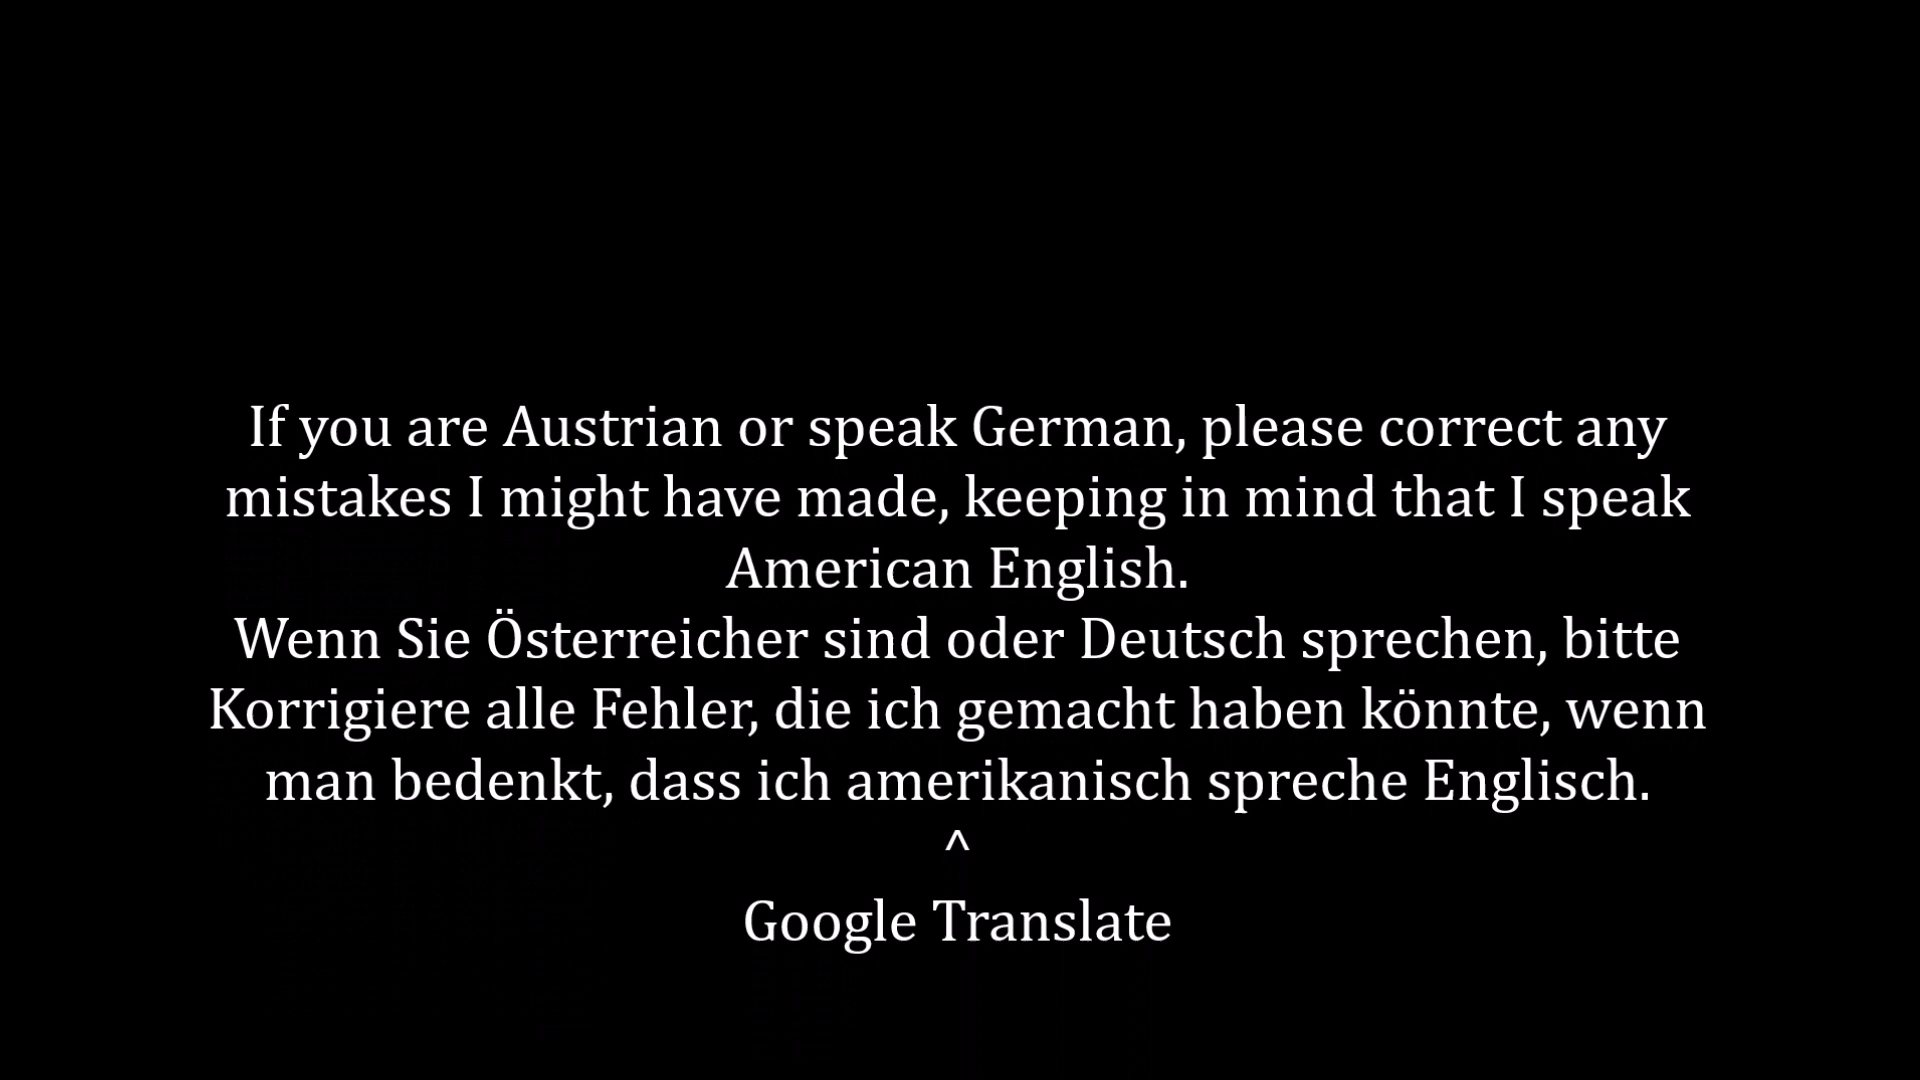 If you are Austrian or speak German, please correct any
mistakes I might have made, keeping in mind that I speak
American English.
Wenn Sie Österreicher sind oder Deutsch sprechen, bitte
Korrigiere alle Fehler, die ich gemacht haben könnte, wenn
man bedenkt, dass ich amerikanisch spreche Englisch.
^
Google Translate